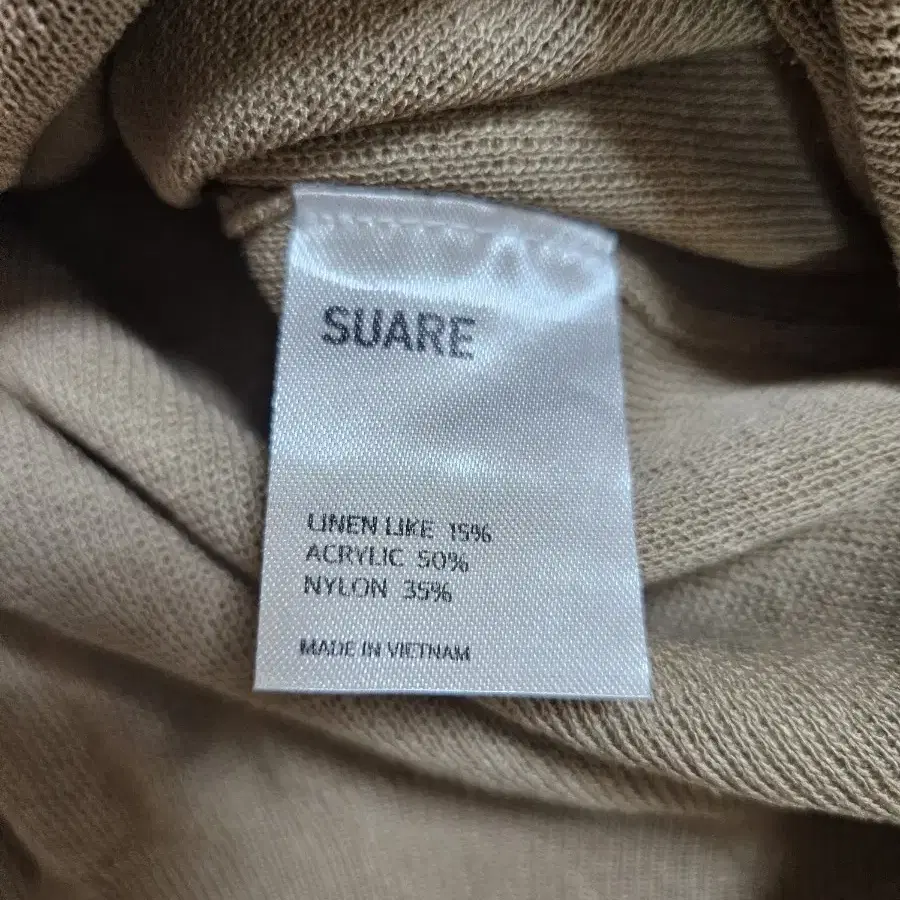 SUARE
LINEN LIKE 15%
ACRYLIC 50%
NYLON 35%
MADE IN VIETNAM